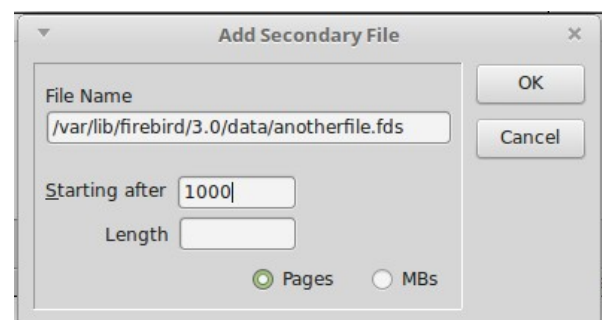 Add Secondary File
File Name
OK
/var/lib/firebird/3.0/data/anotherfile.fds
Cancel
Starting after 1000
Length
Pages MBs